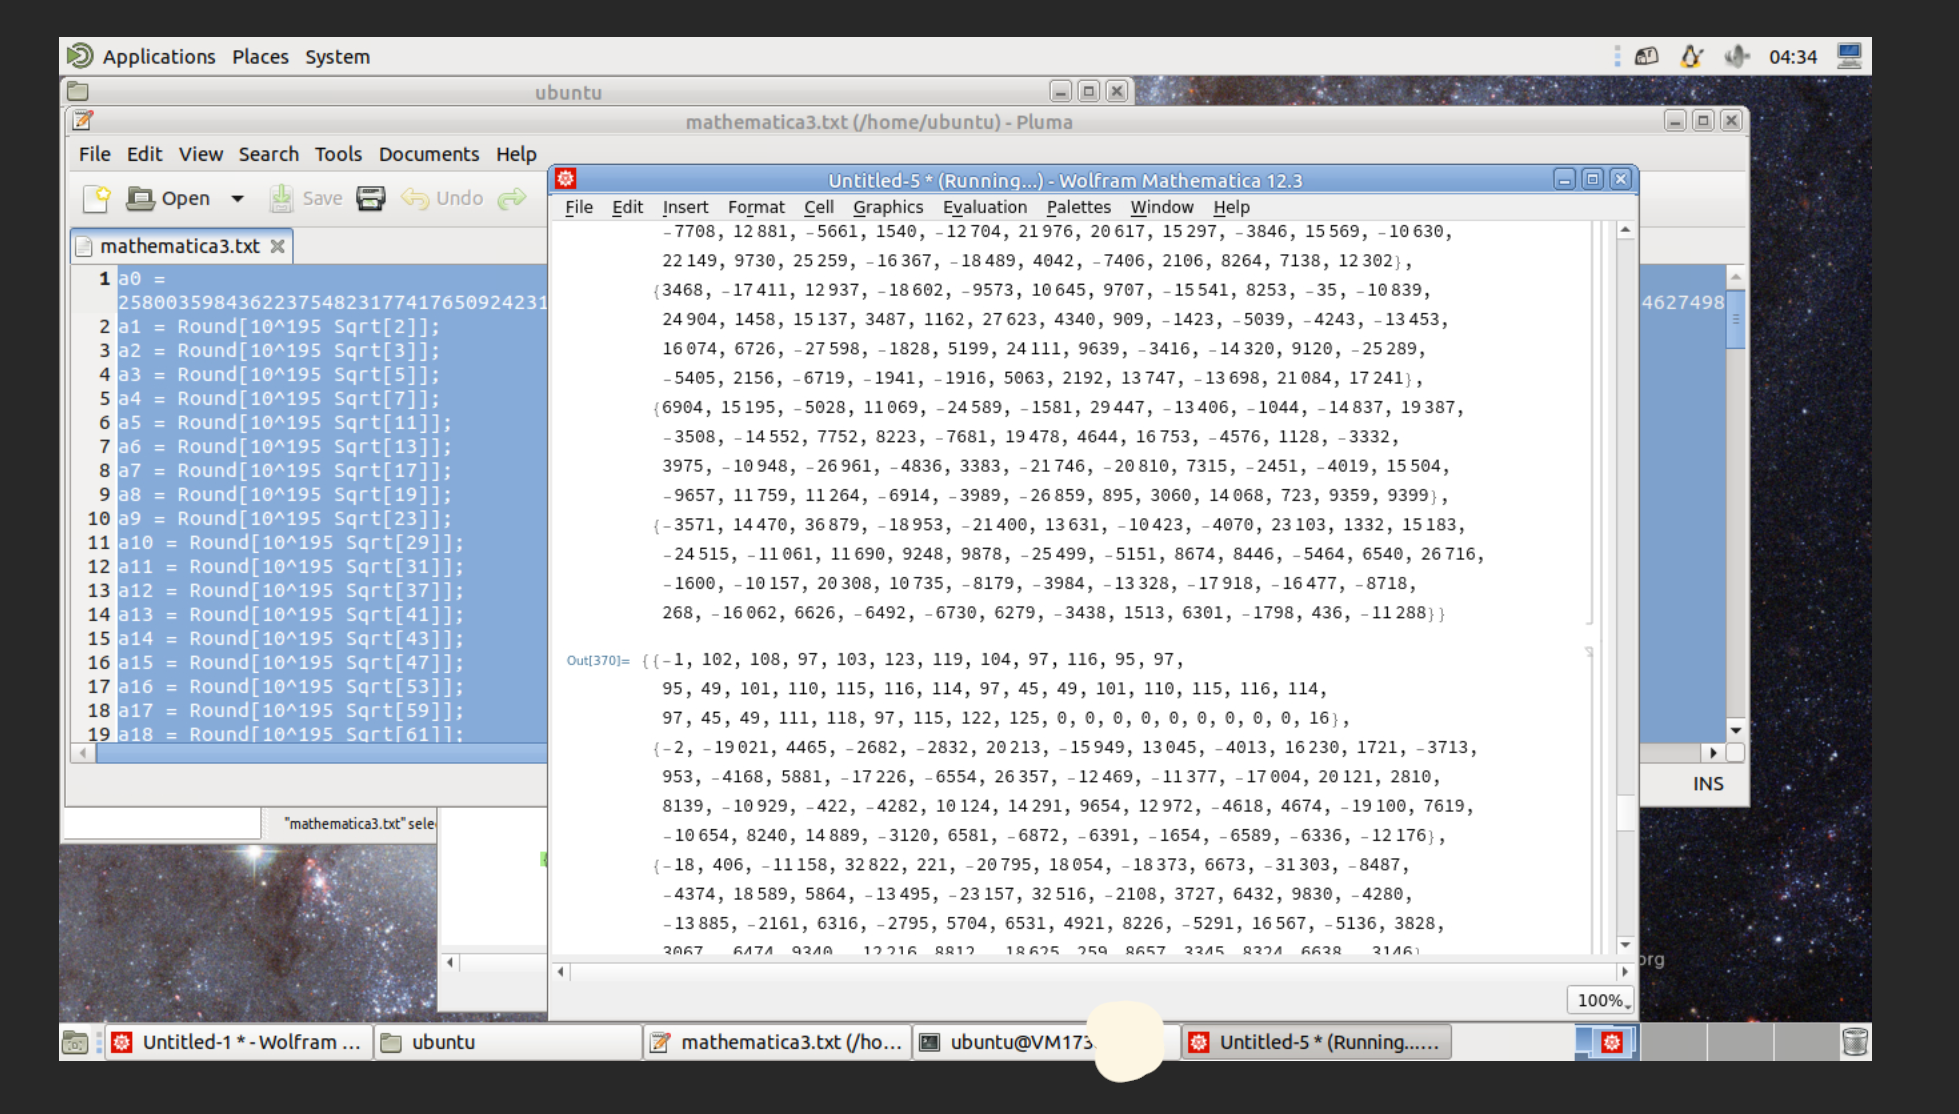 Applications Places System
04:34
ubuntu
mathematica3.txt (/home/ubuntu) - Pluma
File Edit View Search Tools Documents Help
Open Save Undo
mathematica3.txt
1 a0 =
258003598436223754823177417650924231
4627498
2 a1 = Round[10^195 Sqrt[2]];
3 a2 = Round[10^195 Sqrt[3]];
4 a3 = Round[10^195 Sqrt[5]];
5 a4 = Round[10^195 Sqrt[7]];
6 a5 = Round[10^195 Sqrt[11]];
7 a6 = Round[10^195 Sqrt[13]];
8 a7 = Round[10^195 Sqrt[17]];
9 a8 = Round[10^195 Sqrt[19]];
10 a9 = Round[10^195 Sqrt[23]];
11 a10 = Round[10^195 Sqrt[29]];
12 a11 = Round[10^195 Sqrt[31]];
13 a12 = Round[10^195 Sqrt[37]];
14 a13 = Round[10^195 Sqrt[41]];
15 a14 = Round[10^195 Sqrt[43]];
16 a15 = Round[10^195 Sqrt[47]];
17 a16 = Round[10^195 Sqrt[53]];
18 a17 = Round[10^195 Sqrt[59]];
19 a18 = Round[10^195 Sqrt[61]];
INS
"mathematica3.txt" sele
Untitled-5 * (Running...) - Wolfram Mathematica 12.3
File Edit Insert Format Cell Graphics Evaluation Palettes Window Help
-7708, 12881, -5661, 1540, -12704, 21976, 20617, 15297, -3846, 15569, -10630,
22149, 9730, 25259, -16367, -18489, 4042, -7406, 2106, 8264, 7138, 12302},
{3468, -17411, 12937, -18602, -9573, 10645, 9707, -15541, 8253, -35, -10839,
24904, 1458, 15137, 3487, 1162, 27623, 4340, 909, -1423, -5039, -4243, -13453,
16074, 6726, -27598, -1828, 5199, 24111, 9639, -3416, -14320, 9120, -25289,
-5405, 2156, -6719, -1941, -1916, 5063, 2192, 13747, -13698, 21084, 17241},
{6904, 15195, -5028, 11069, -24589, -1581, 29447, -13406, -1044, -14837, 19387,
-3508, -14552, 7752, 8223, -7681, 19478, 4644, 16753, -4576, 1128, -3332,
3975, -10948, -26961, -4836, 3383, -21746, -20810, 7315, -2451, -4019, 15504,
-9657, 11759, 11264, -6914, -3989, -26859, 895, 3060, 14068, 723, 9359, 9399},
{-3571, 14470, 36879, -18953, -21400, 13631, -10423, -4070, 23103, 1332, 15183,
-24515, -11061, 11690, 9248, 9878, -25499, -5151, 8674, 8446, -5464, 6540, 26716,
-1600, -10157, 20308, 10735, -8179, -3984, -13328, -17918, -16477, -8718,
268, -16062, 6626, -6492, -6730, 6279, -3438, 1513, 6301, -1798, 436, -11288}}
Out[370]= {{-1, 102, 108, 97, 103, 123, 119, 104, 97, 116, 95, 97,
95, 49, 101, 110, 115, 116, 114, 97, 45, 49, 101, 110, 115, 116, 114,
97, 45, 49, 111, 118, 97, 115, 122, 125, 0, 0, 0, 0, 0, 0, 0, 0, 0, 16},
{-2, -19021, 4465, -2682, -2832, 20213, -15949, 13045, -4013, 16230, 1721, -3713,
953, -4168, 5881, -17226, -6554, 26357, -12469, -11377, -17004, 20121, 2810,
8139, -10929, -422, -4282, 10124, 14291, 9654, 12972, -4618, 4674, -19100, 7619,
-10654, 8240, 14889, -3120, 6581, -6872, -6391, -1654, -6589, -6336, -12176},
{-18, 406, -11158, 32822, 221, -20795, 18054, -18373, 6673, -31303, -8487,
-4374, 18589, 5864, -13495, -23157, 32516, -2108, 3727, 6432, 9830, -4280,
-13885, -2161, 6316, -2795, 5704, 6531, 4921, 8226, -5291, 16567, -5136, 3828,
3067, 6474, 9340, 12216, 8812, 18625, 259, 8657, 3345, 8324, 6638, 3146}
org
100%
Untitled-1 * - Wolfram ... ubuntu mathematica3.txt (/ho... ubuntu@VM173 Untitled-5 * (Running......